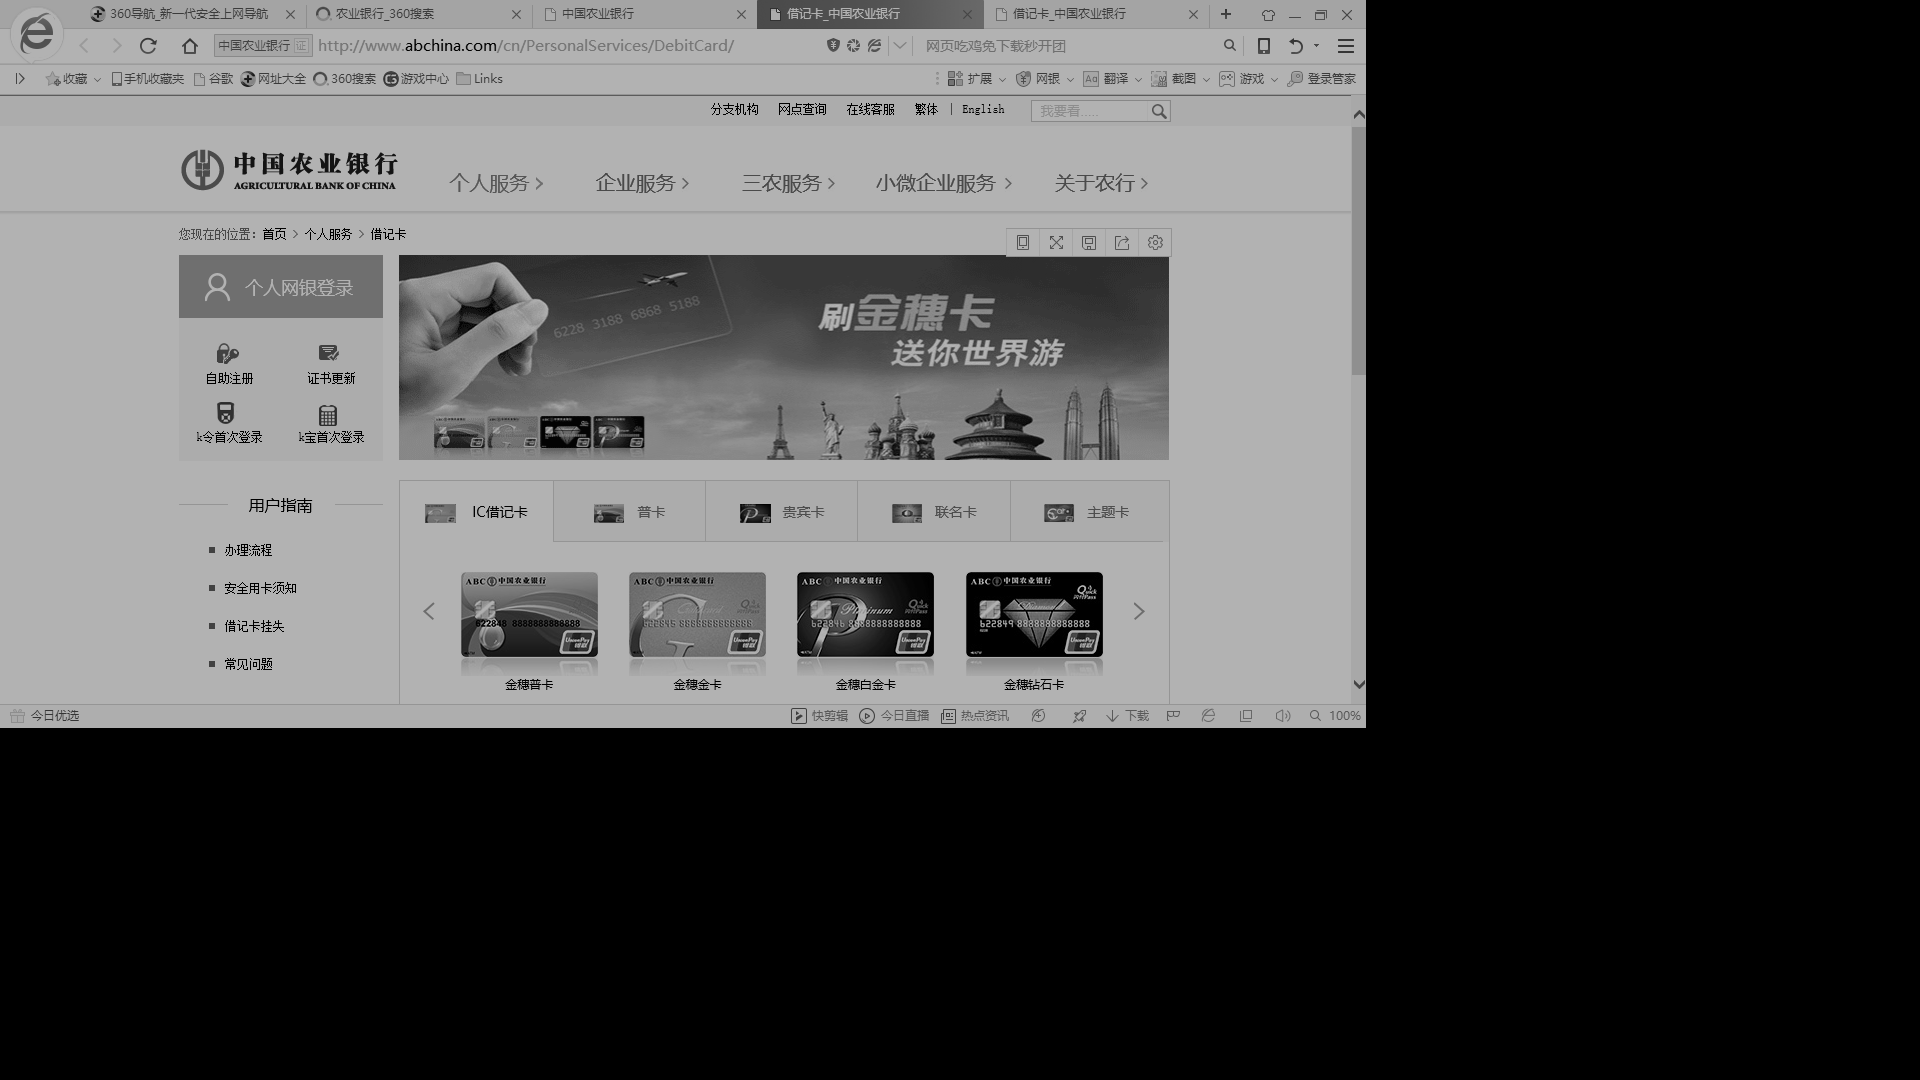 360导航_新一代安全上网导航
农业银行_360搜索
中国农业银行
借记卡_中国农业银行
借记卡_中国农业银行
中国农业银行 证 http://www.abchina.com/cn/PersonalServices/DebitCard/
网页吃鸡免下载秒开团
收藏 手机收藏夹 谷歌 网址大全 360搜索 游戏中心 Links
扩展 网银 翻译 截图 游戏 登录管家
分支机构 网点查询 在线客服 繁体 | English 我要看.....
中国农业银行
AGRICULTURAL BANK OF CHINA
个人服务 企业服务 三农服务 小微企业服务 关于农行
您现在的位置: 首页 > 个人服务 > 借记卡
个人网银登录
自助注册 证书更新
k令首次登录 k宝首次登录
6228 3188 6868 5188
刷金穗卡
送你世界游
用户指南
办理流程
安全用卡须知
借记卡挂失
常见问题
IC借记卡 普卡 贵宾卡 联名卡 主题卡
ABC 中国农业银行
622848 8888888888888
UnionPay
银联
ABC 中国农业银行
Quick
622845 8888888888888
UnionPay
银联
ABC 中国农业银行
Platinum
Quick
622846 8888888888888
UnionPay
银联
ABC 中国农业银行
Diamond
Quick
622849 8888888888888
UnionPay
银联
金穗普卡 金穗金卡 金穗白金卡 金穗钻石卡
今日优选
快剪辑 今日直播 热点资讯 下载 100%